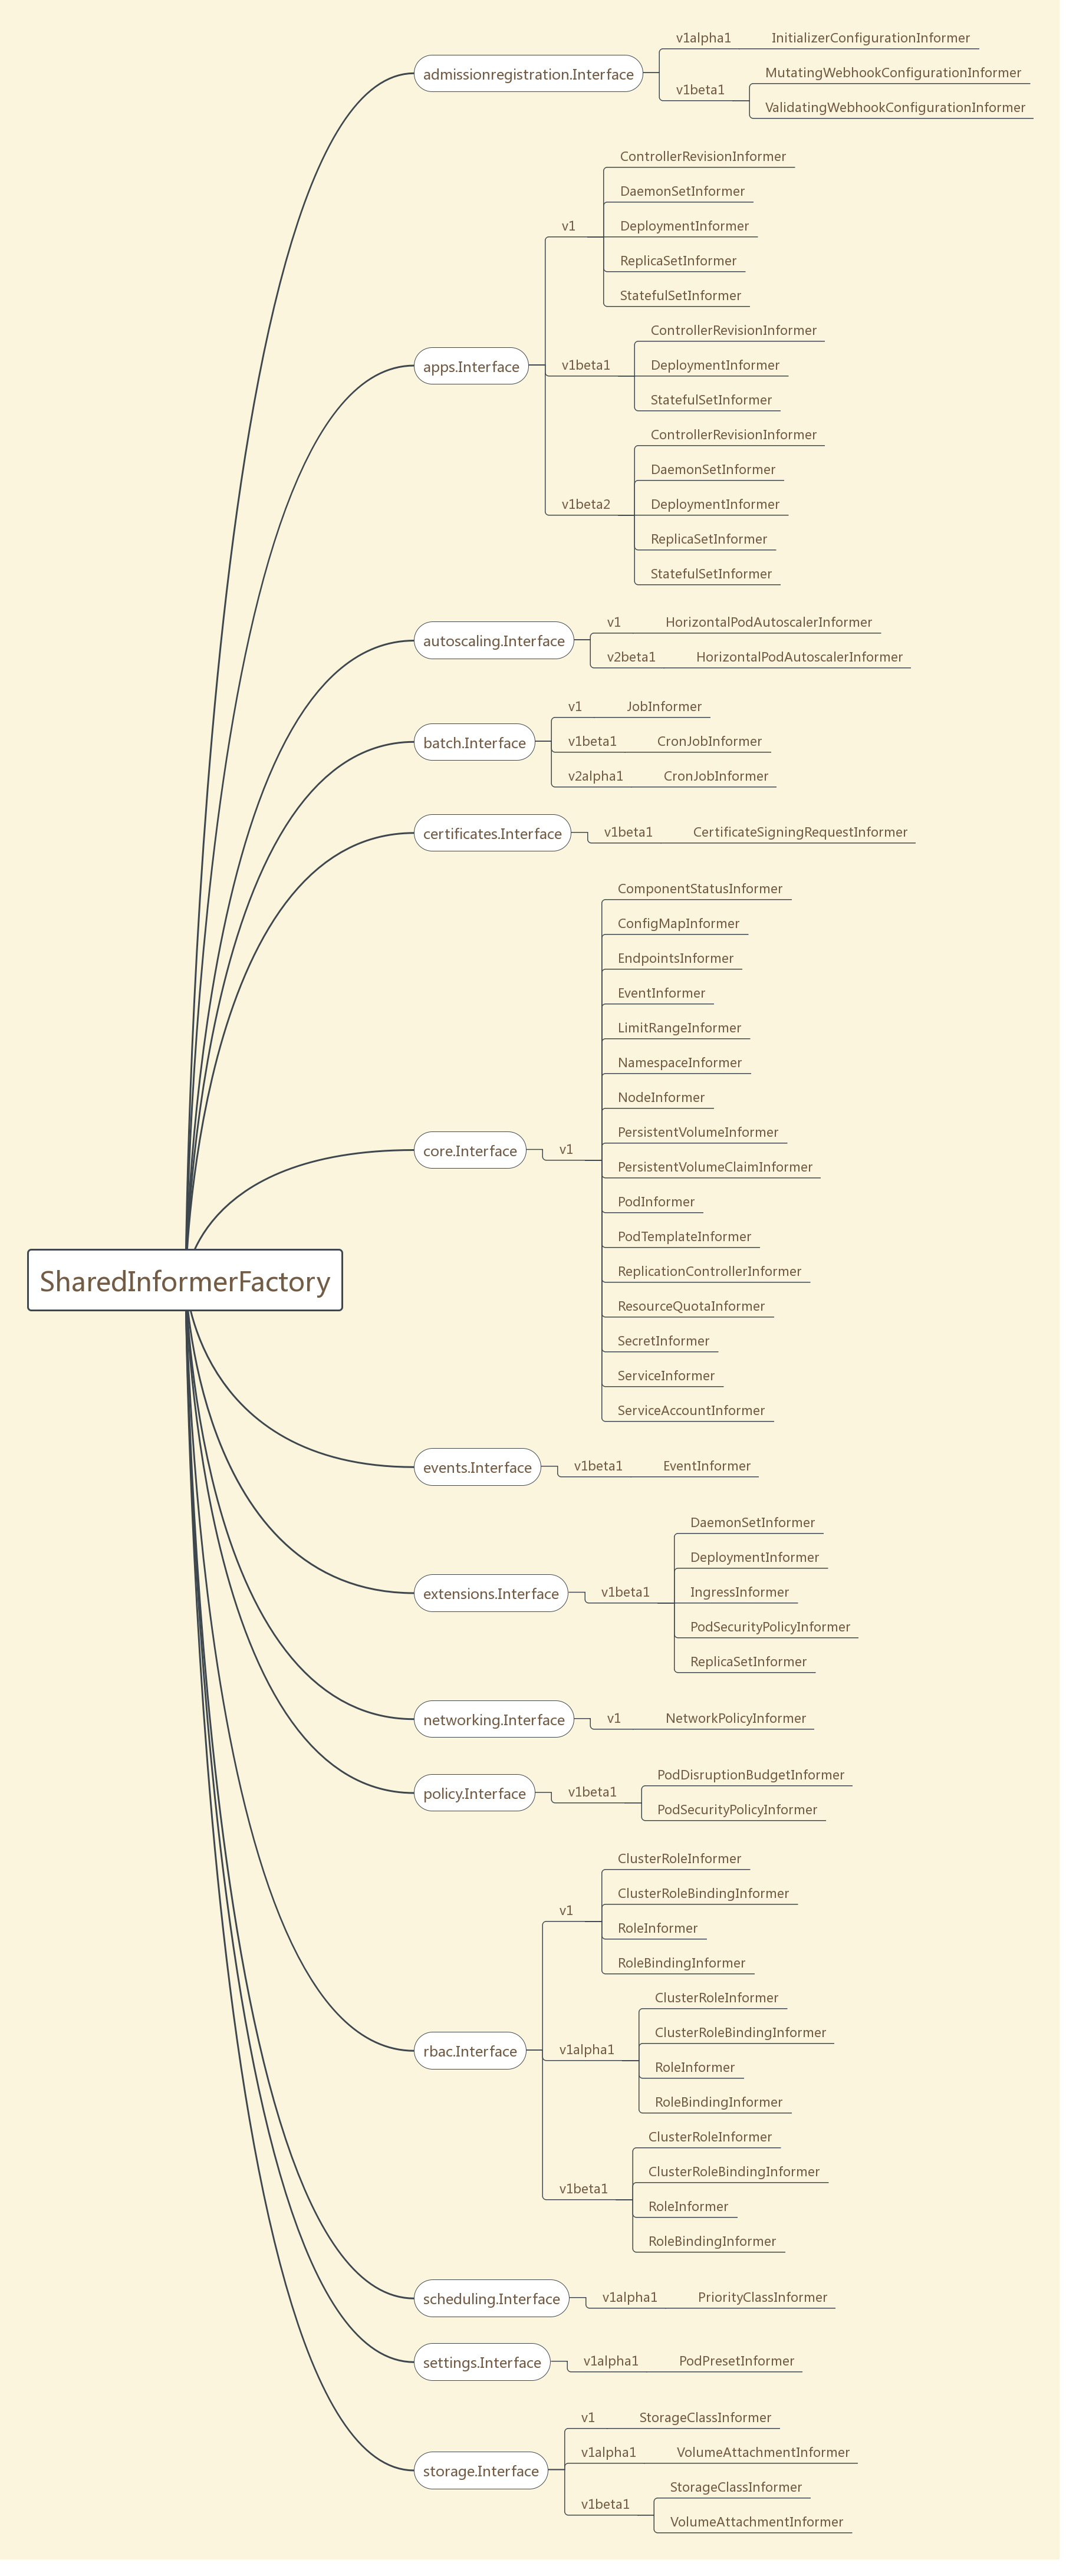 v1alpha1 InitializerConfigurationInformer
MutatingWebhookConfigurationInformer
admissionregistration.Interface
v1beta1
ValidatingWebhookConfigurationInformer
ControllerRevisionInformer
DaemonSetInformer
v1 DeploymentInformer
ReplicaSetInformer
StatefulSetInformer
ControllerRevisionInformer
apps.Interface v1beta1 DeploymentInformer
StatefulSetInformer
ControllerRevisionInformer
DaemonSetInformer
v1beta2 DeploymentInformer
ReplicaSetInformer
StatefulSetInformer
v1 HorizontalPodAutoscalerInformer
autoscaling.Interface
v2beta1 HorizontalPodAutoscalerInformer
v1 JobInformer
batch.Interface v1beta1 CronJobInformer
v2alpha1 CronJobInformer
certificates.Interface v1beta1 CertificateSigningRequestInformer
ComponentStatusInformer
ConfigMapInformer
EndpointsInformer
EventInformer
LimitRangeInformer
NamespaceInformer
NodeInformer
PersistentVolumeInformer
core.Interface v1
PersistentVolumeClaimInformer
PodInformer
PodTemplateInformer
ReplicationControllerInformer
SharedInformerFactory
ResourceQuotaInformer
SecretInformer
ServiceInformer
ServiceAccountInformer
events.Interface v1beta1 EventInformer
DaemonSetInformer
DeploymentInformer
extensions.Interface v1beta1 IngressInformer
PodSecurityPolicyInformer
ReplicaSetInformer
networking.Interface v1 NetworkPolicyInformer
PodDisruptionBudgetInformer
policy.Interface v1beta1
PodSecurityPolicyInformer
ClusterRoleInformer
ClusterRoleBindingInformer
v1
RoleInformer
RoleBindingInformer
ClusterRoleInformer
ClusterRoleBindingInformer
rbac.Interface v1alpha1
RoleInformer
RoleBindingInformer
ClusterRoleInformer
ClusterRoleBindingInformer
v1beta1
RoleInformer
RoleBindingInformer
scheduling.Interface v1alpha1 PriorityClassInformer
settings.Interface v1alpha1 PodPresetInformer
v1 StorageClassInformer
v1alpha1 VolumeAttachmentInformer
storage.Interface
StorageClassInformer
v1beta1
VolumeAttachmentInformer